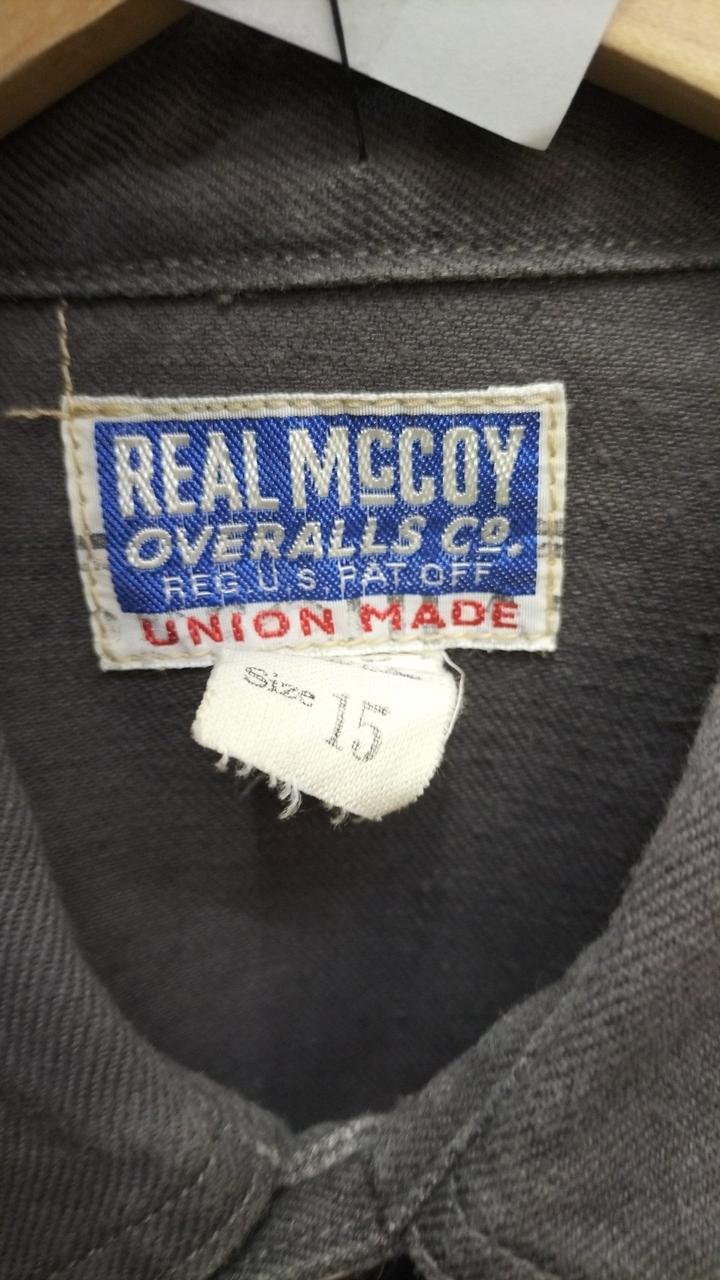 REAL McCOY
OVERALLS Co.
REG. U.S. PAT. OFF
UNION MADE
Size 15